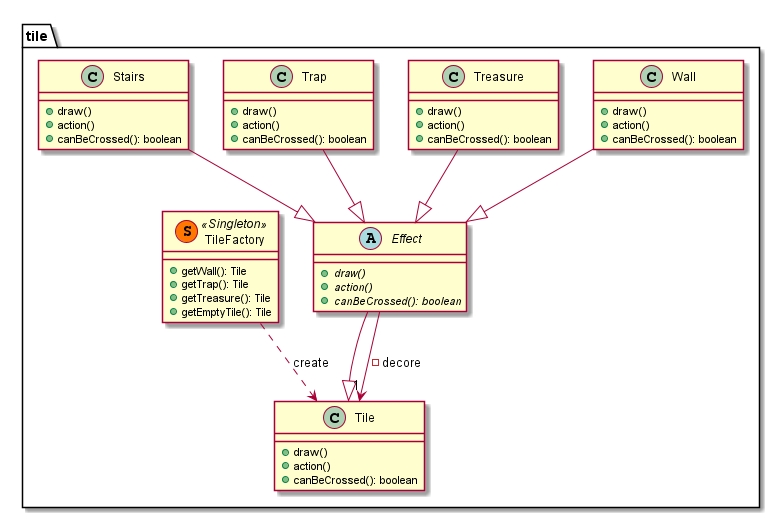 tile
C Stairs
draw()
action()
canBeCrossed(): boolean
C Trap
draw()
action()
canBeCrossed(): boolean
C Treasure
draw()
action()
canBeCrossed(): boolean
C Wall
draw()
action()
canBeCrossed(): boolean
S «Singleton»
TileFactory
getWall(): Tile
getTrap(): Tile
getTreasure(): Tile
getEmptyTile(): Tile
A Effect
draw()
action()
canBeCrossed(): boolean
create
decore
1
C Tile
draw()
action()
canBeCrossed(): boolean